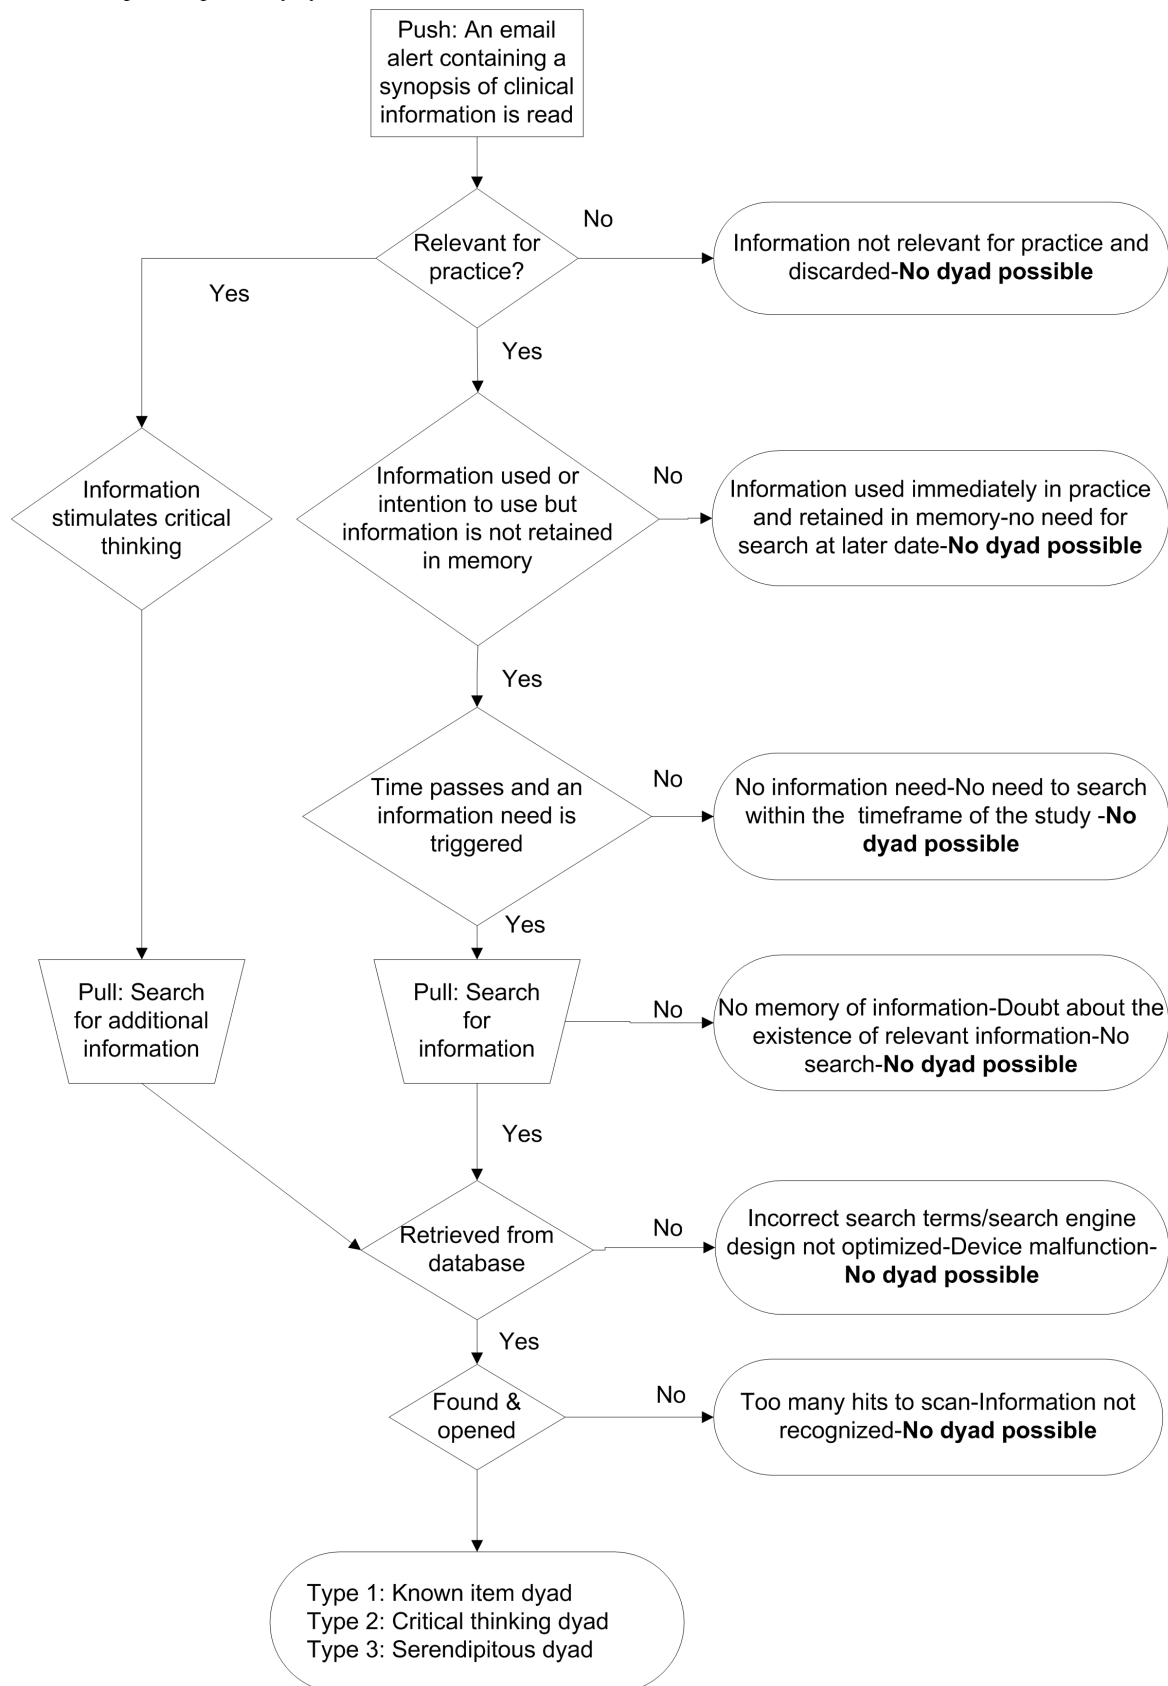 Push: An email
alert containing a
synopsis of clinical
information is read
Relevant for
practice?
No
Information not relevant for practice and
discarded-No dyad possible
Yes
Yes
Information
stimulates critical
thinking
Information used or
intention to use but
information is not retained
in memory
No
Information used immediately in practice
and retained in memory-no need for
search at later date-No dyad possible
Yes
Time passes and an
information need is
triggered
No
No information need-No need to search
within the timeframe of the study -No
dyad possible
Yes
Pull: Search
for additional
information
Pull: Search
for
information
No
No memory of information-Doubt about the
existence of relevant information-No
search-No dyad possible
Yes
Retrieved from
database
No
Incorrect search terms/search engine
design not optimized-Device malfunction-
No dyad possible
Yes
Found &
opened
No
Too many hits to scan-Information not
recognized-No dyad possible
Type 1: Known item dyad
Type 2: Critical thinking dyad
Type 3: Serendipitous dyad